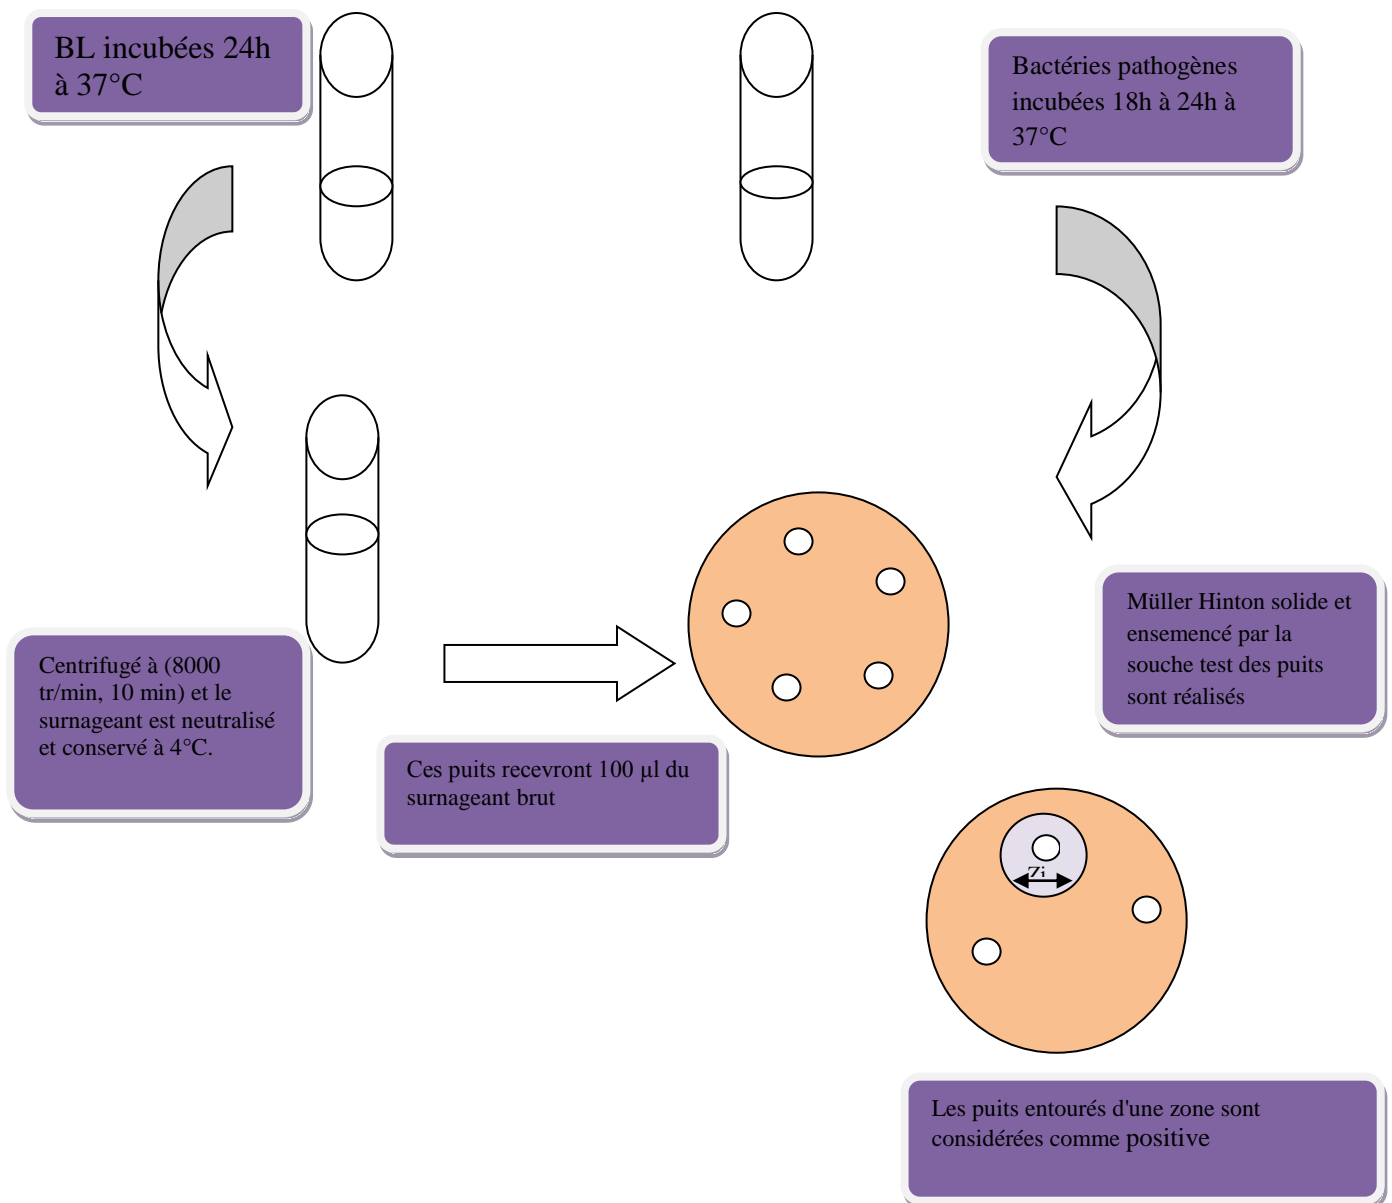 BL incubées 24h
à 37°C
Bactéries pathogènes
incubées 18h à 24h à
37°C
Centrifugé à (8000
tr/min, 10 min) et le
surnageant est neutralisé
et conservé à 4°C.
Müller Hinton solide et
ensemencé par la
souche test des puits
sont réalisés
Ces puits recevront 100 µl du
surnageant brut
Zi
Les puits entourés d'une zone sont
considérées comme positive